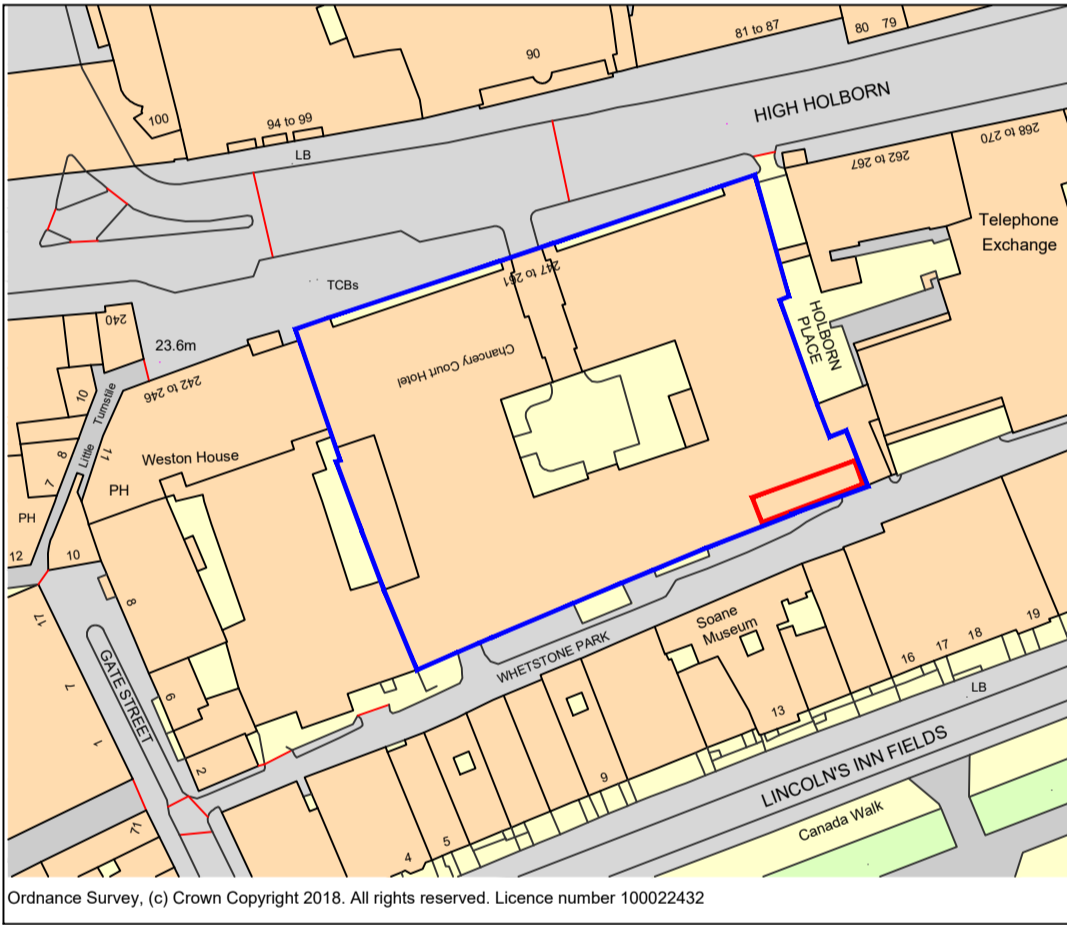 81 to 87
80
79
90
HIGH HOLBORN
100
94 to 99
LB
268 to 270
262 to 267
Telephone
Exchange
247 to 261
TCBs
HOLBORN
PLACE
240
23.6m
Chancery Court Hotel
242 to 246
10
Little Turnstile
8
11
7
Weston House
PH
PH
12
10
17
8
Soane
Museum
19
18
17
16
WHETSTONE PARK
LB
GATE STREET
7
6
13
1
LINCOLN'S INN FIELDS
2
9
Canada Walk
71
5
4
Ordnance Survey, (c) Crown Copyright 2018. All rights reserved. Licence number 100022432